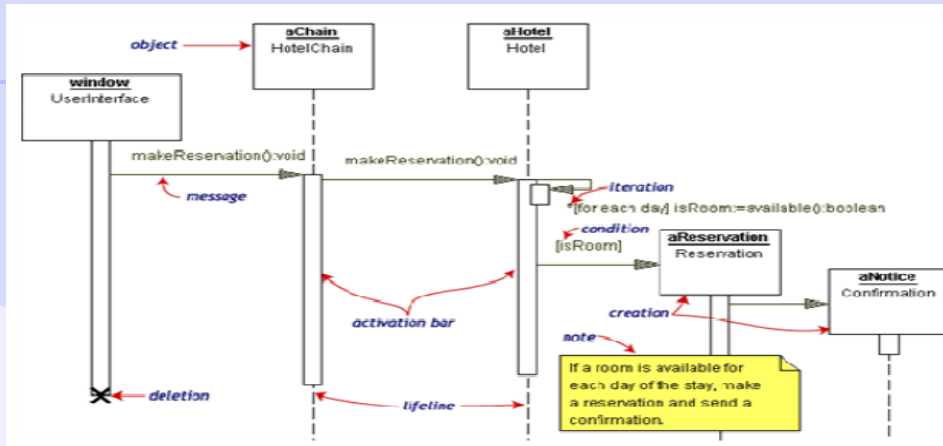 aChain
HotelChain
aHotel
Hotel
object
window
UserInterface
makeReservation():void
makeReservation():void
message
iteration
*[for each day] isRoom:=available():boolean
condition
[isRoom]
aReservation
Reservation
aNotice
Confirmation
activation bar
creation
note
If a room is available for
each day of the stay, make
a reservation and send a
confirmation.
deletion
lifeline